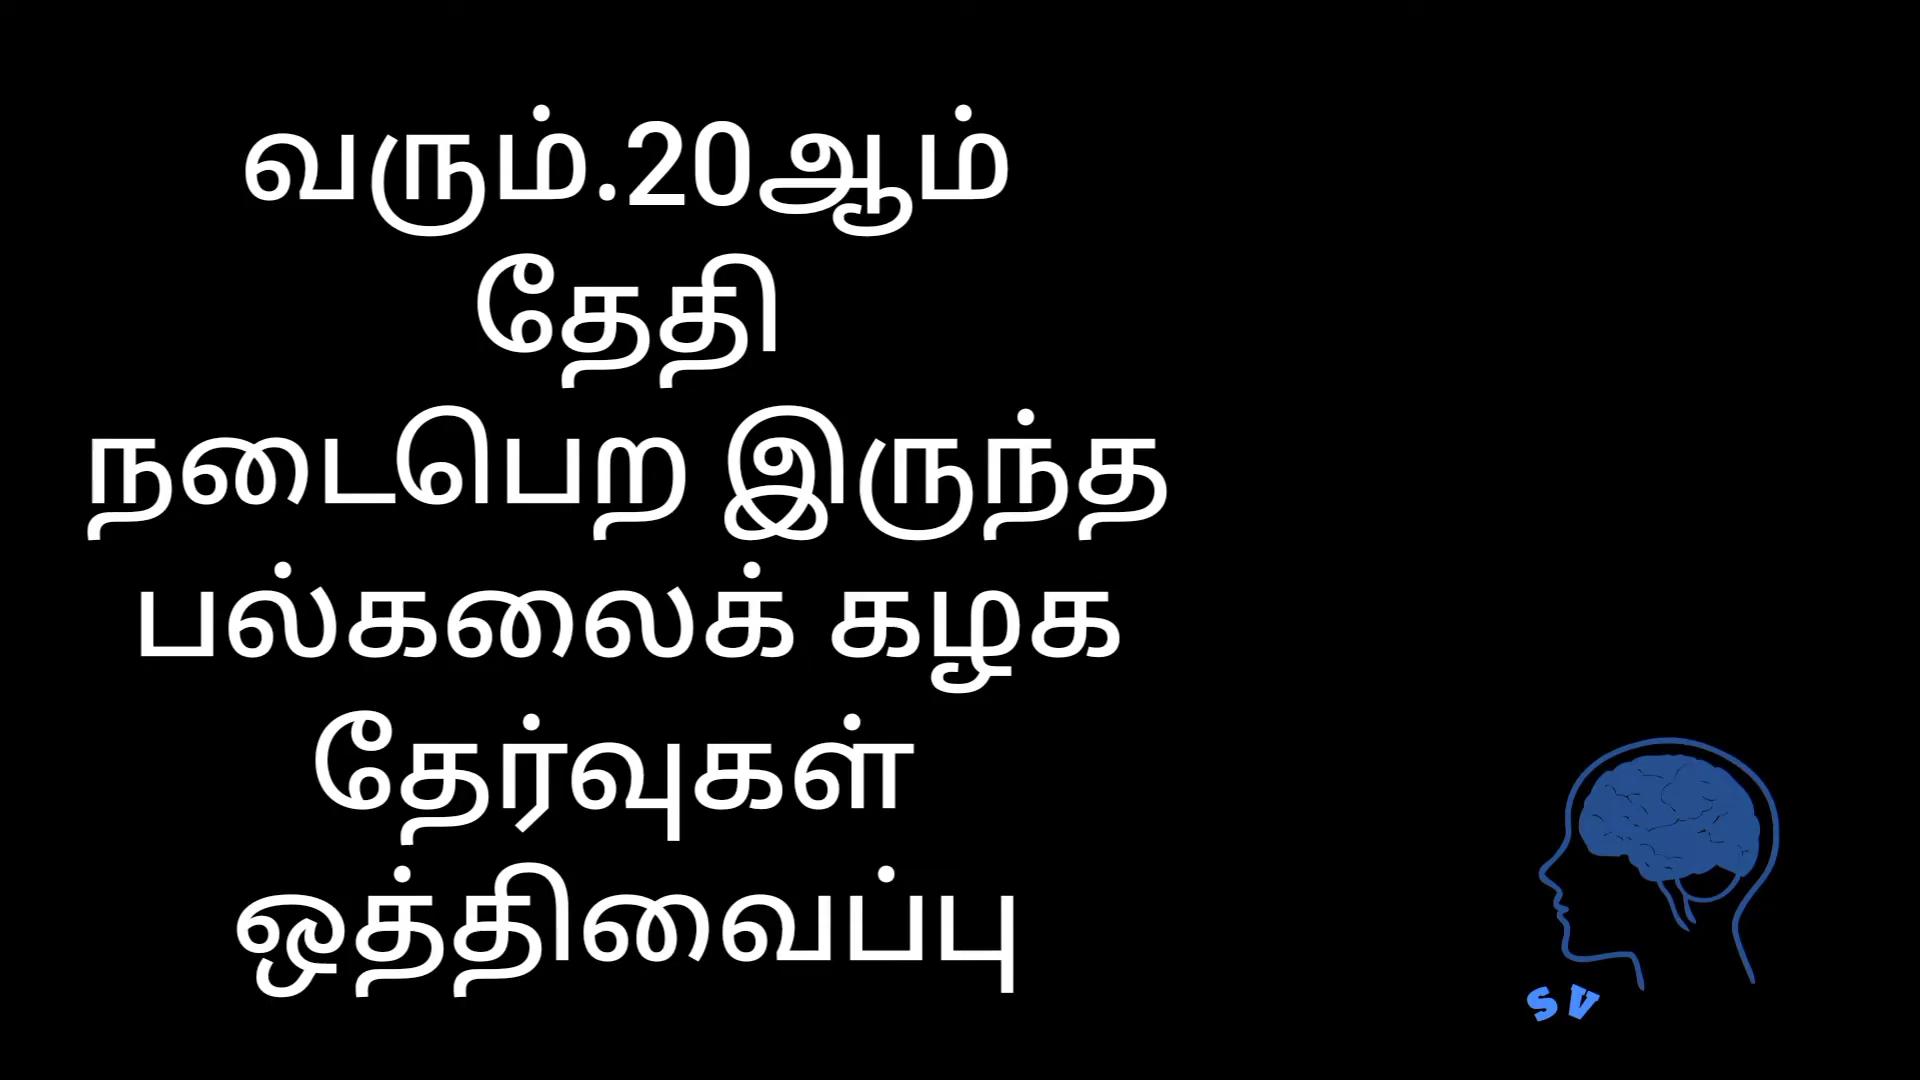 வரும்.20ஆம்
தேதி
நடைபெற இருந்த
பல்கலைக் கழக
தேர்வுகள்
ஒத்திவைப்பு
SV